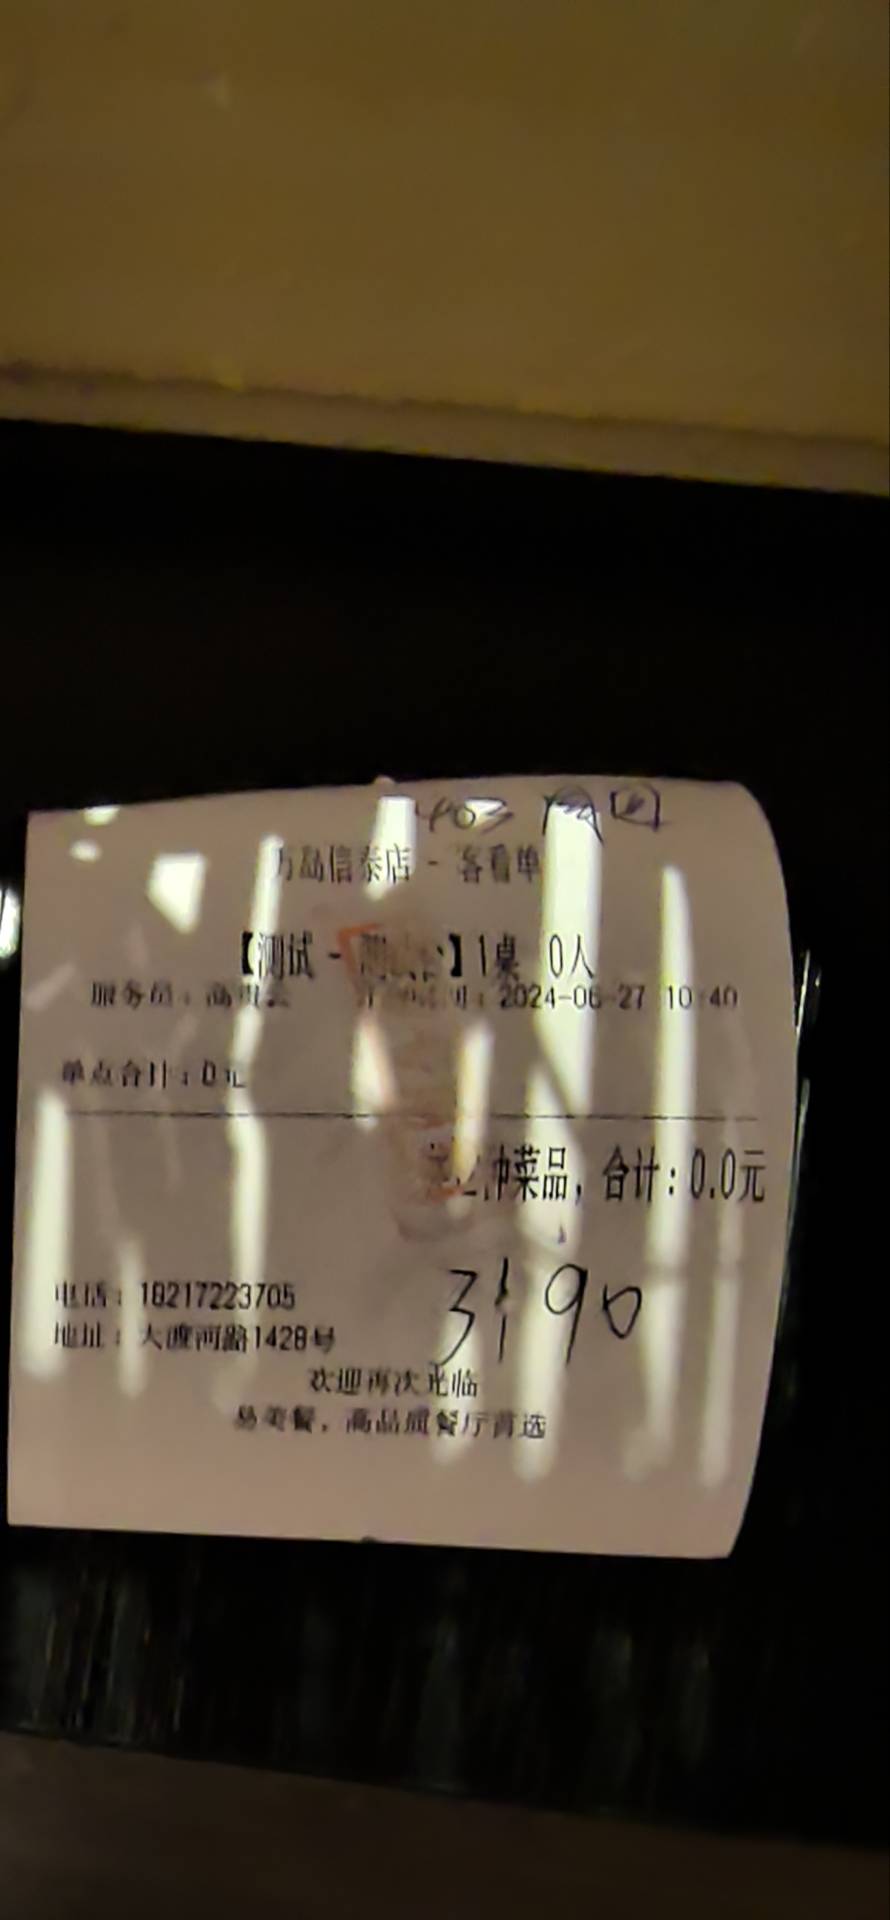 403
万岛信泰店 - 客看单
【测试 - 】1桌 0人
服务员：高 ：2024-06-27 10:40
单点合计：0元
种菜品，合计：0.0元
3190
电话：18217223705
地址：大渡河路1428号
欢迎再次光临
易美餐，高品质餐厅首选